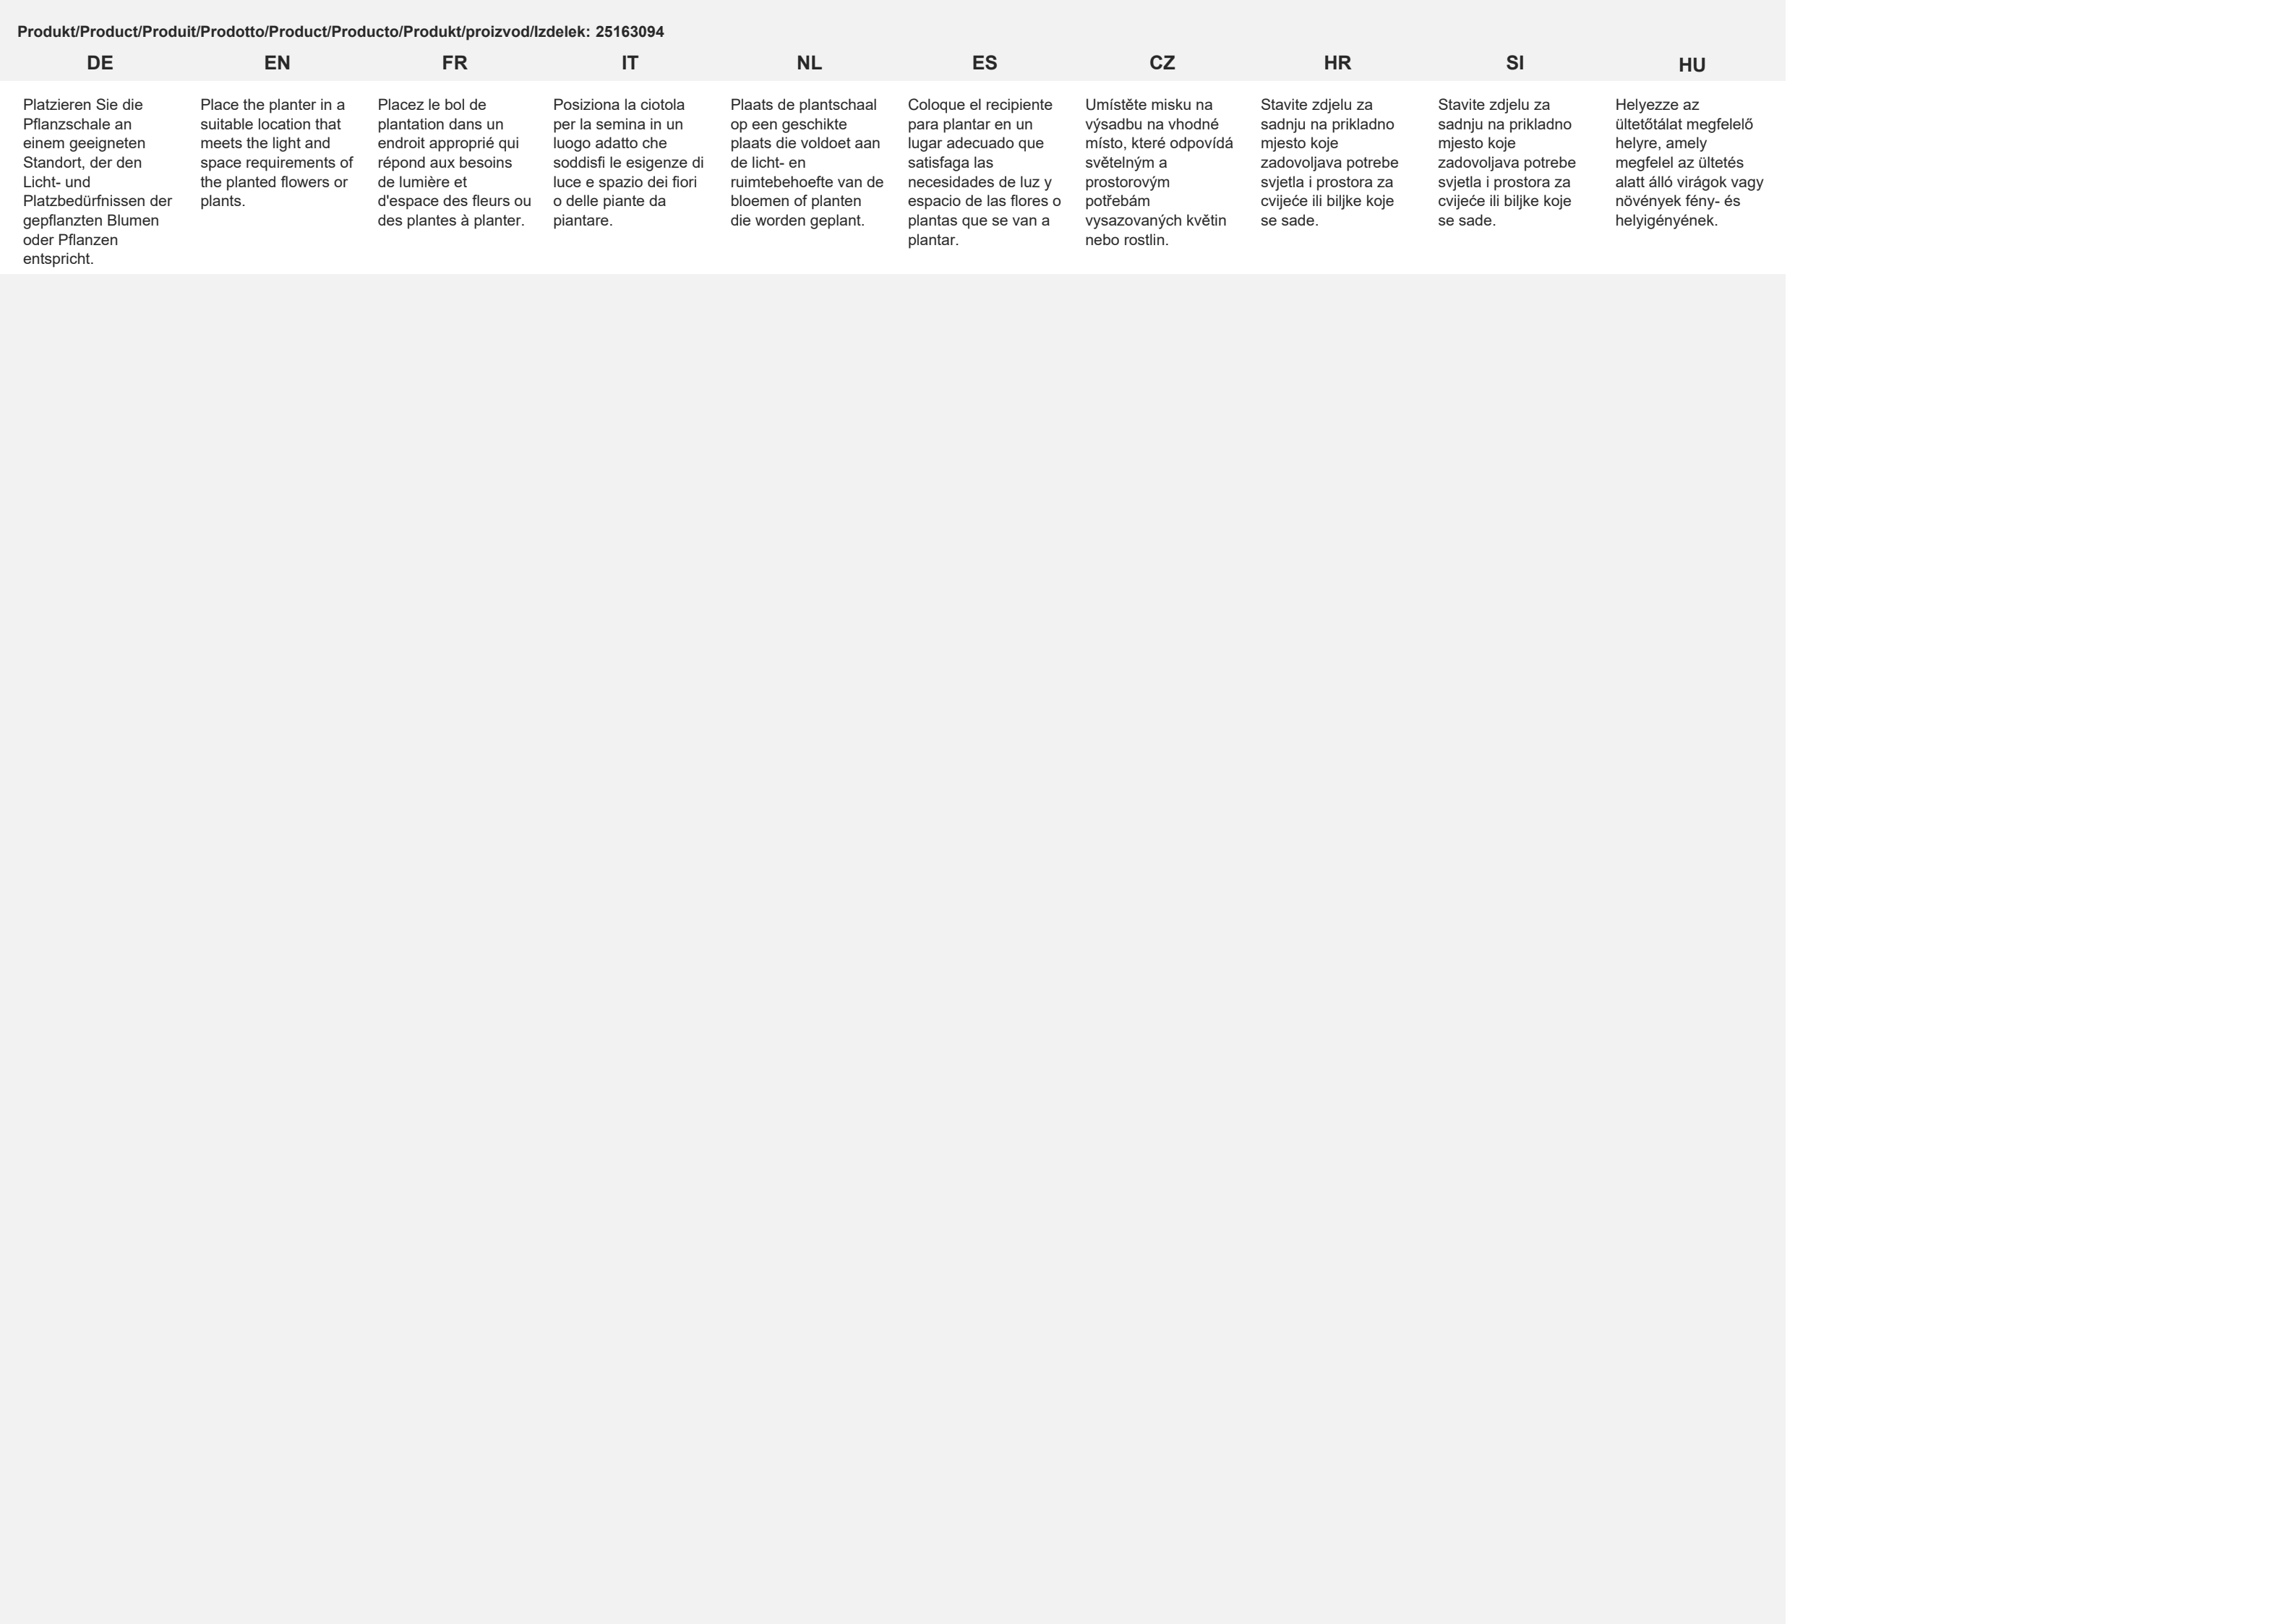 Produkt/Product/Produit/Prodotto/Product/Producto/Produkt/proizvod/Izdelek: 25163094
DE
EN
FR
IT
NL
ES
CZ
HR
SI
HU
Platzieren Sie die
Pflanzschale an
einem geeigneten
Standort, der den
Licht- und
Platzbedürfnissen der
gepflanzten Blumen
oder Pflanzen
entspricht.
Place the planter in a
suitable location that
meets the light and
space requirements of
the planted flowers or
plants.
Placez le bol de
plantation dans un
endroit approprié qui
répond aux besoins
de lumière et
d'espace des fleurs ou
des plantes à planter.
Posiziona la ciotola
per la semina in un
luogo adatto che
soddisfi le esigenze di
luce e spazio dei fiori
o delle piante da
piantare.
Plaats de plantschaal
op een geschikte
plaats die voldoet aan
de licht- en
ruimtebehoefte van de
bloemen of planten
die worden geplant.
Coloque el recipiente
para plantar en un
lugar adecuado que
satisfaga las
necesidades de luz y
espacio de las flores o
plantas que se van a
plantar.
Umístěte misku na
výsadbu na vhodné
místo, které odpovídá
světelným a
prostorovým
potřebám
vysazovaných květin
nebo rostlin.
Stavite zdjelu za
sadnju na prikladno
mjesto koje
zadovoljava potrebe
svjetla i prostora za
cvijeće ili biljke koje
se sade.
Stavite zdjelu za
sadnju na prikladno
mjesto koje
zadovoljava potrebe
svjetla i prostora za
cvijeće ili biljke koje
se sade.
Helyezze az
ültetőtálat megfelelő
helyre, amely
megfelel az ültetés
alatt álló virágok vagy
növények fény- és
helyigényének.